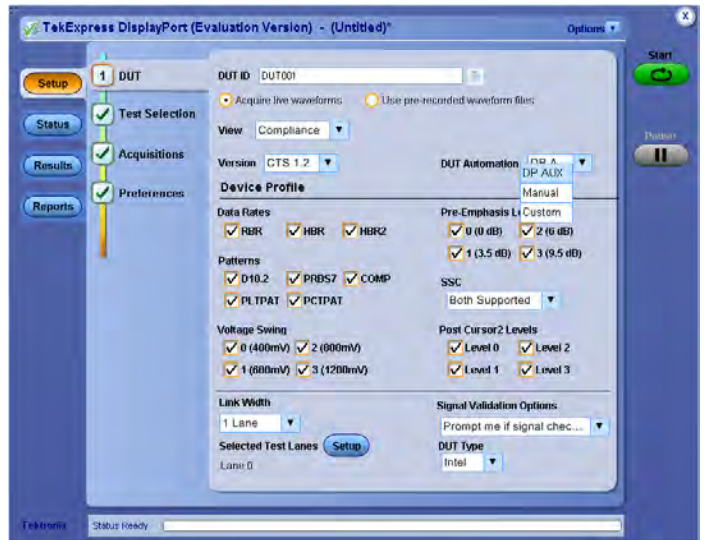 TekExpress DisplayPort (Evaluation Version) - (Untitled)*
Options
x
Setup
Status
Results
Reports
1 DUT
Test Selection
Acquisitions
Preferences
DUT ID DUT001
Acquire live waveforms Use pre-recorded waveform files
View Compliance
Version CTS 1.2 DUT Automation DP A
DP AUX
Manual
Custom
Device Profile
Data Rates
RBR HBR HBR2
Patterns
D10.2 PRBS7 COMP
PLTPAT PCTPAT
Voltage Swing
0 (400mV) 2 (800mV)
1 (600mV) 3 (1200mV)
Pre-Emphasis L
0 (0 dB) 2 (6 dB)
1 (3.5 dB) 3 (9.5 dB)
SSC
Both Supported
Post Cursor2 Levels
Level 0 Level 2
Level 1 Level 3
Link Width
1 Lane
Selected Test Lanes Setup
Lane 0
Signal Validation Options
Prompt me if signal chec...
DUT Type
Intel
Start
Pause
Tektronix Status Ready